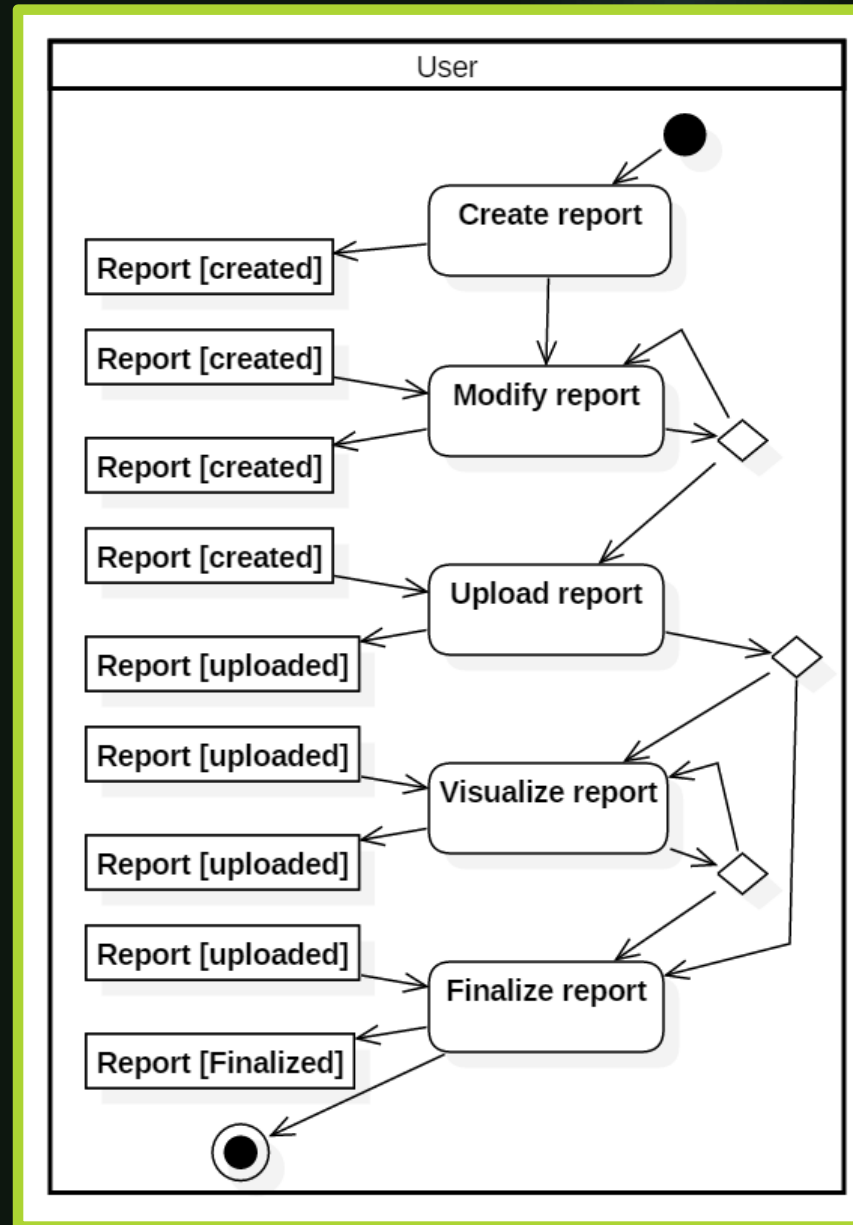 User
Create report
Report [created]
Report [created]
Modify report
Report [created]
Report [created]
Upload report
Report [uploaded]
Report [uploaded]
Visualize report
Report [uploaded]
Report [uploaded]
Finalize report
Report [Finalized]